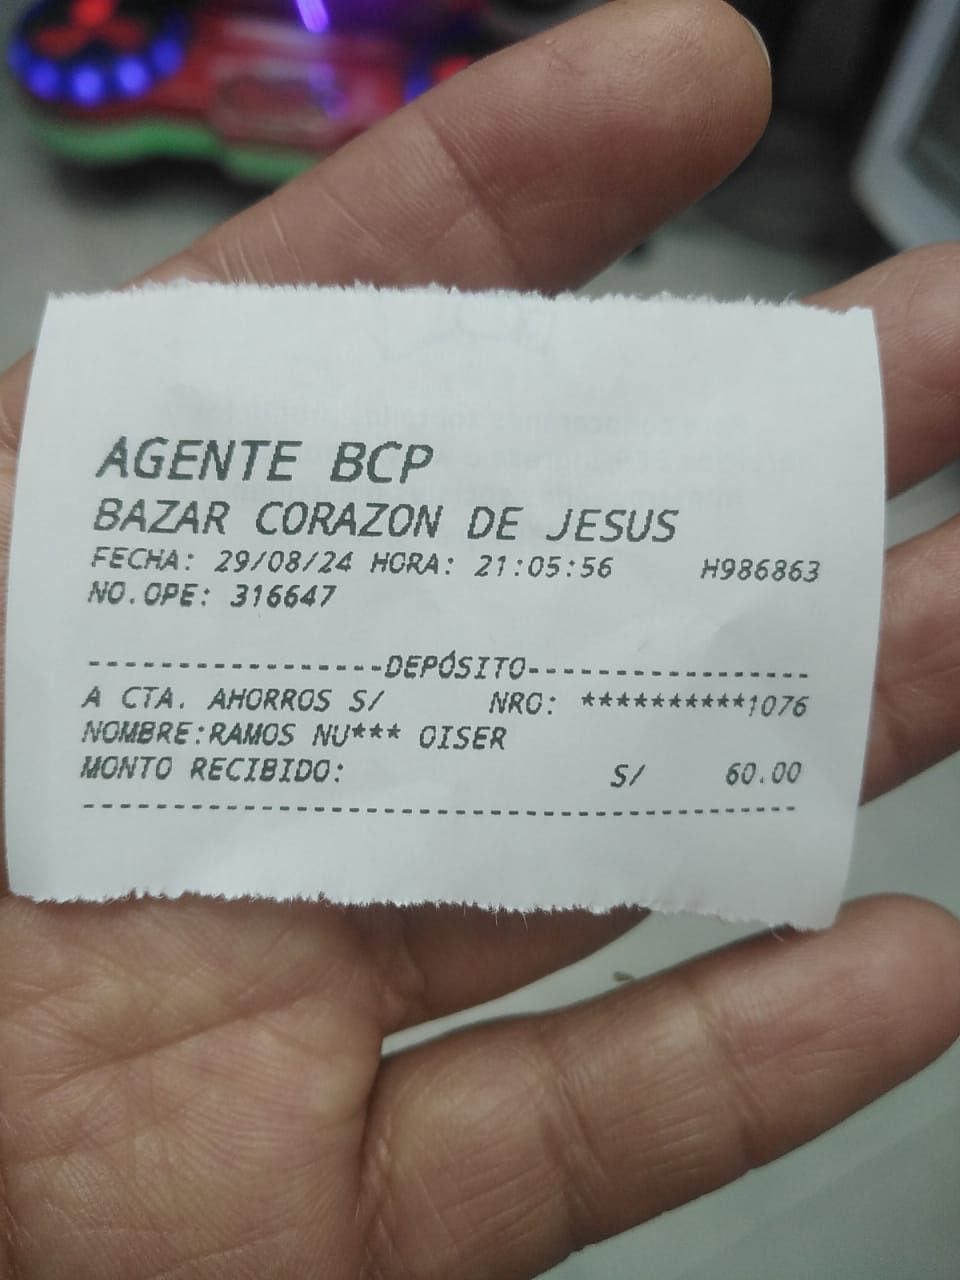 AGENTE BCP
BAZAR CORAZON DE JESUS
FECHA: 29/08/24 HORA: 21:05:56 H986863
NO.OPE: 316647
-----------------DEPÓSITO-----------------
A CTA. AHORROS S/ NRO: **********1076
NOMBRE:RAMOS NU*** OISER
MONTO RECIBIDO: S/ 60.00
------------------------------------------